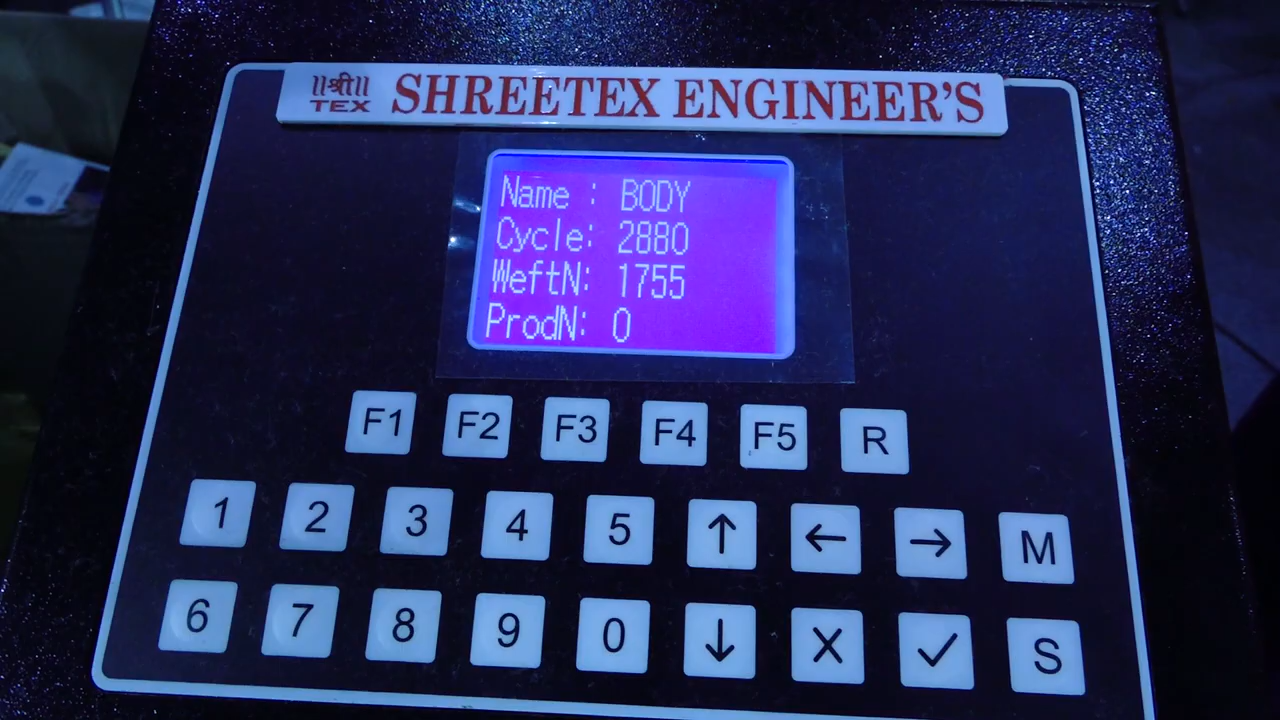 ॥श्री॥
TEX
SHREETEX ENGINEER'S
Name : BODY
Cycle: 2880
WeftN: 1755
ProdN: 0
F1 F2 F3 F4 F5 R
1 2 3 4 5 ↑ ← → M
6 7 8 9 0 ↓ X ✓ S